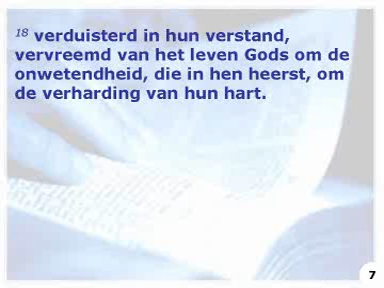 18 verduisterd in hun verstand,
vervreemd van het leven Gods om de
onwetendheid, die in hen heerst, om
de verharding van hun hart.
7